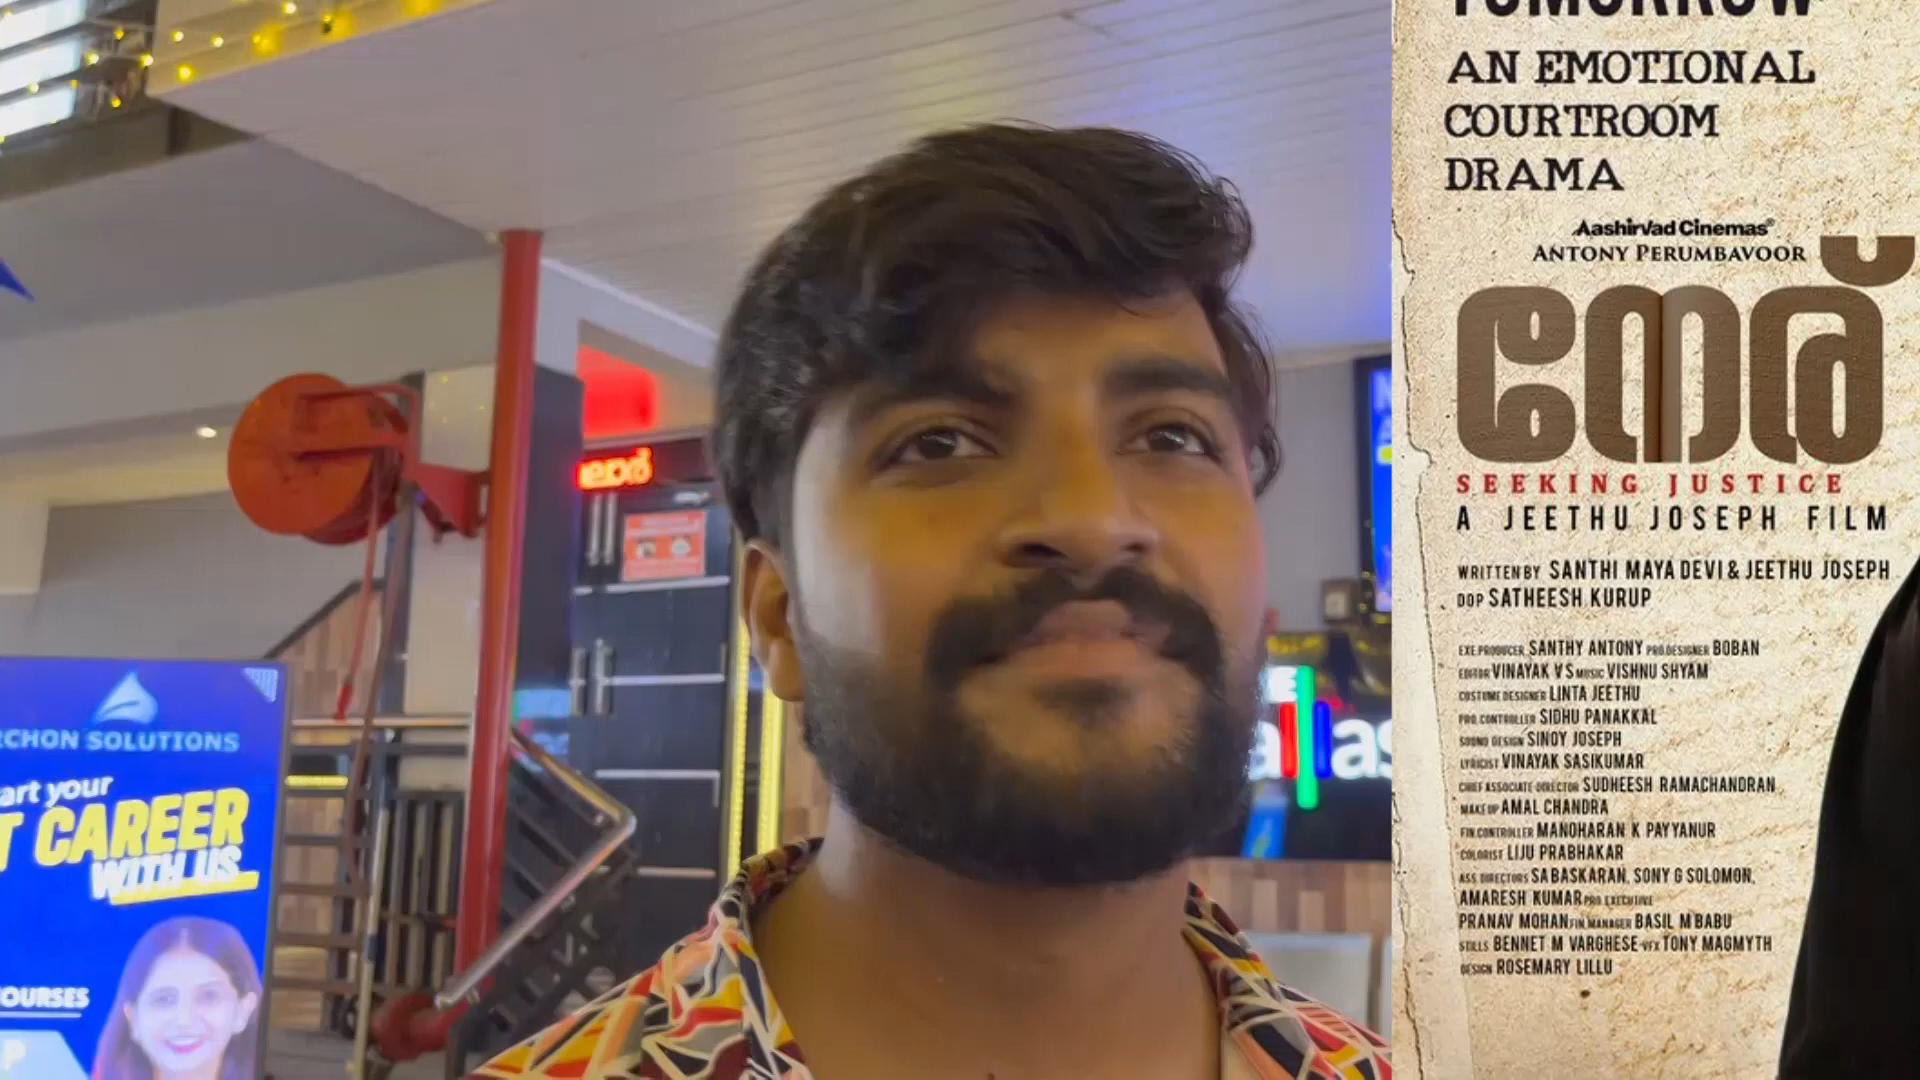 ARCHON SOLUTIONS
art your
T CAREER
WITH US
OURSES
P
ലാർ
allas
TOMORROW
AN EMOTIONAL
COURTROOM
DRAMA
Aashirvad Cinemas
ANTONY PERUMBAVOOR
നേര്
SEEKING JUSTICE
A JEETHU JOSEPH FILM
WRITTEN BY SANTHI MAYA DEVI & JEETHU JOSEPH
DOP SATHEESH KURUP
EXE.PRODUCER SANTHY ANTONY PRO.DESIGNER BOBAN
EDITOR VINAYAK V S MUSIC VISHNU SHYAM
COSTUME DESIGNER LINTA JEETHU
PRO.CONTROLLER SIDHU PANAKKAL
SOUND DESIGN SINOY JOSEPH
LYRICIST VINAYAK SASIKUMAR
CHIEF ASSOCIATE DIRECTOR SUDHEESH RAMACHANDRAN
MAKE UP AMAL CHANDRA
FIN.CONTROLLER MANOHARAN K PAYYANUR
COLORIST LIJU PRABHAKAR
ASS. DIRECTORS SABASKARAN, SONY G SOLOMON,
AMARESH KUMAR PRO. EXECUTIVE
PRANAV MOHAN FIN.MANAGER BASIL M BABU
STILLS BENNET M VARGHESE VFX TONY MAGMYTH
DESIGN ROSEMARY LILLU